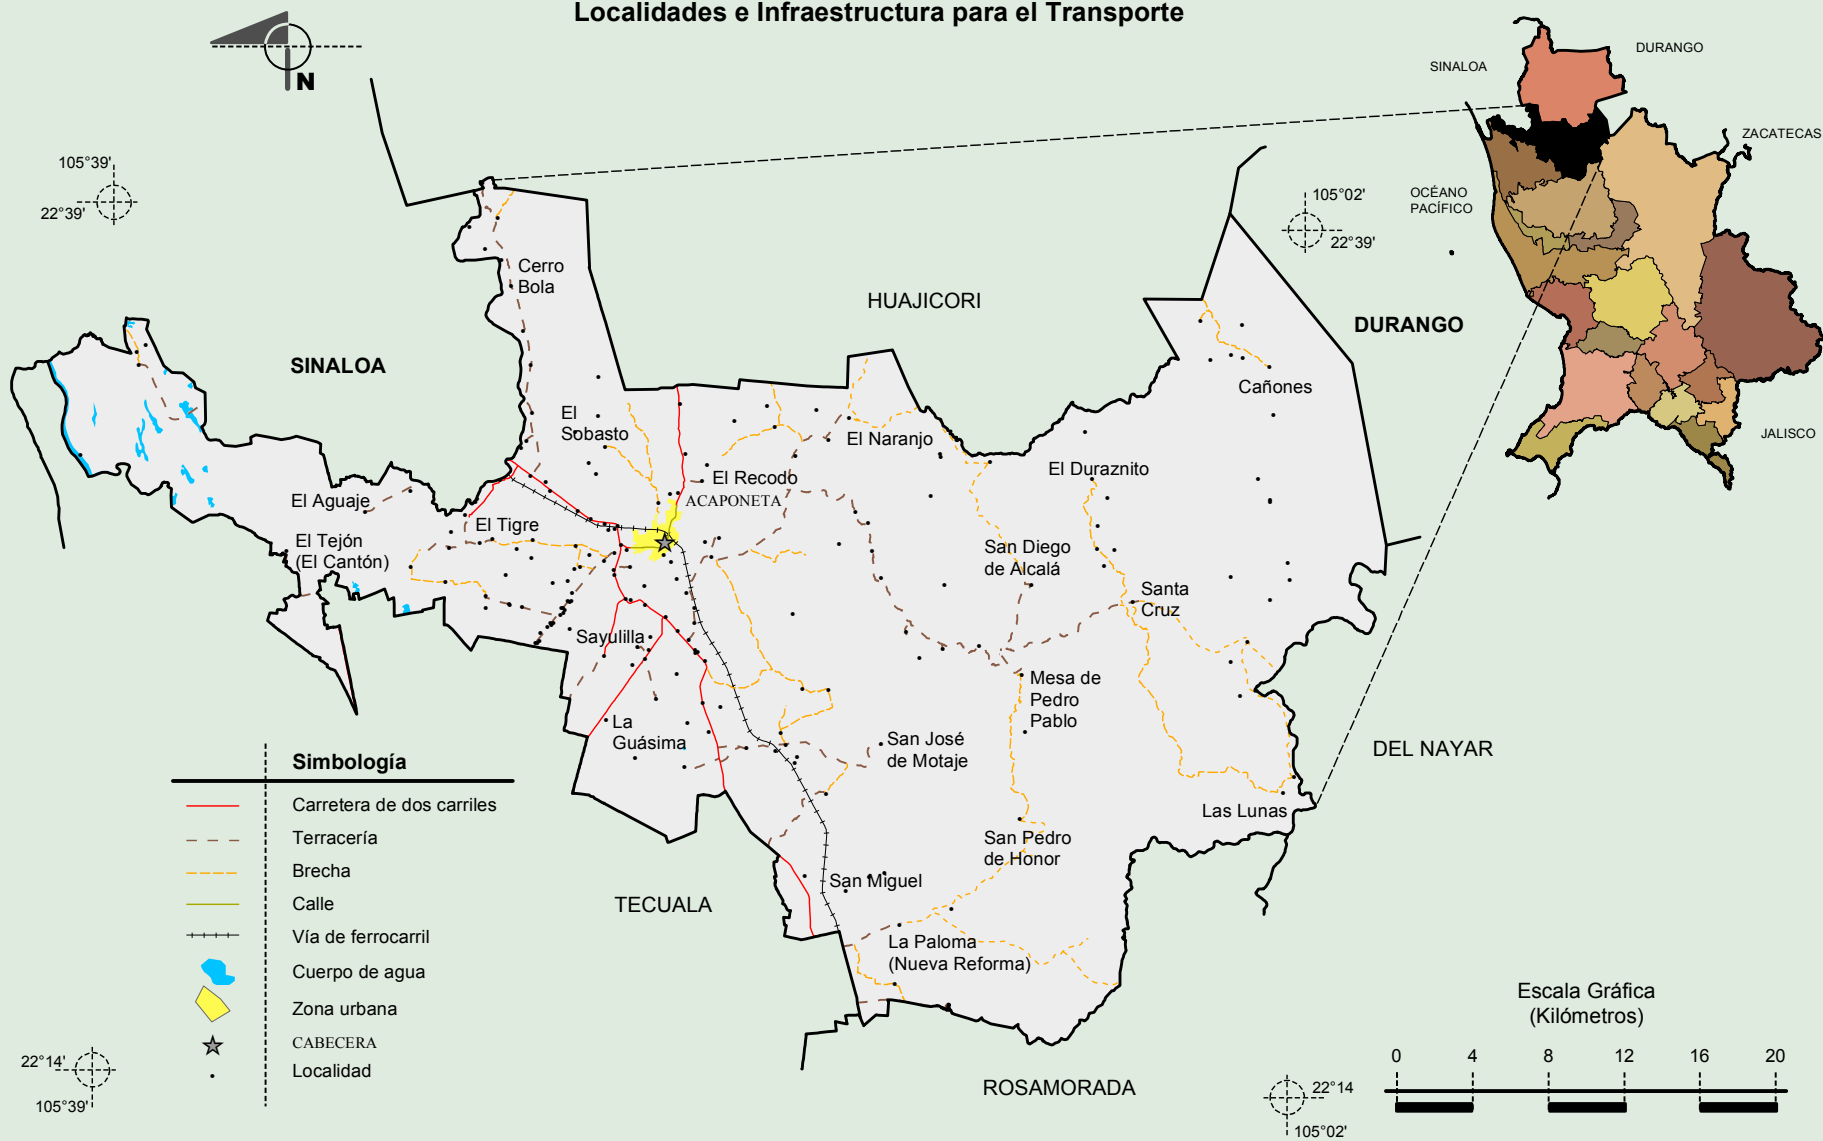 Localidades e Infraestructura para el Transporte
N
DURANGO
SINALOA
ZACATECAS
OCÉANO
PACÍFICO
JALISCO
105°39'
22°39'
105°02'
22°39'
HUAJICORI
DURANGO
SINALOA
Cerro
Bola
Cañones
El
Sobasto
El Naranjo
El Recodo
El Duraznito
ACAPONETA
El Aguaje
El Tigre
El Tejón
(El Cantón)
San Diego
de Alcalá
Santa
Cruz
Sayulilla
Mesa de
Pedro
Pablo
La
Guásima
San José
de Motaje
DEL NAYAR
Las Lunas
San Pedro
de Honor
San Miguel
TECUALA
La Paloma
(Nueva Reforma)
ROSAMORADA
Simbología
Carretera de dos carriles
Terracería
Brecha
Calle
Vía de ferrocarril
Cuerpo de agua
Zona urbana
CABECERA
Localidad
22°14'
105°39'
22°14
105°02'
Escala Gráfica
(Kilómetros)
0 4 8 12 16 20